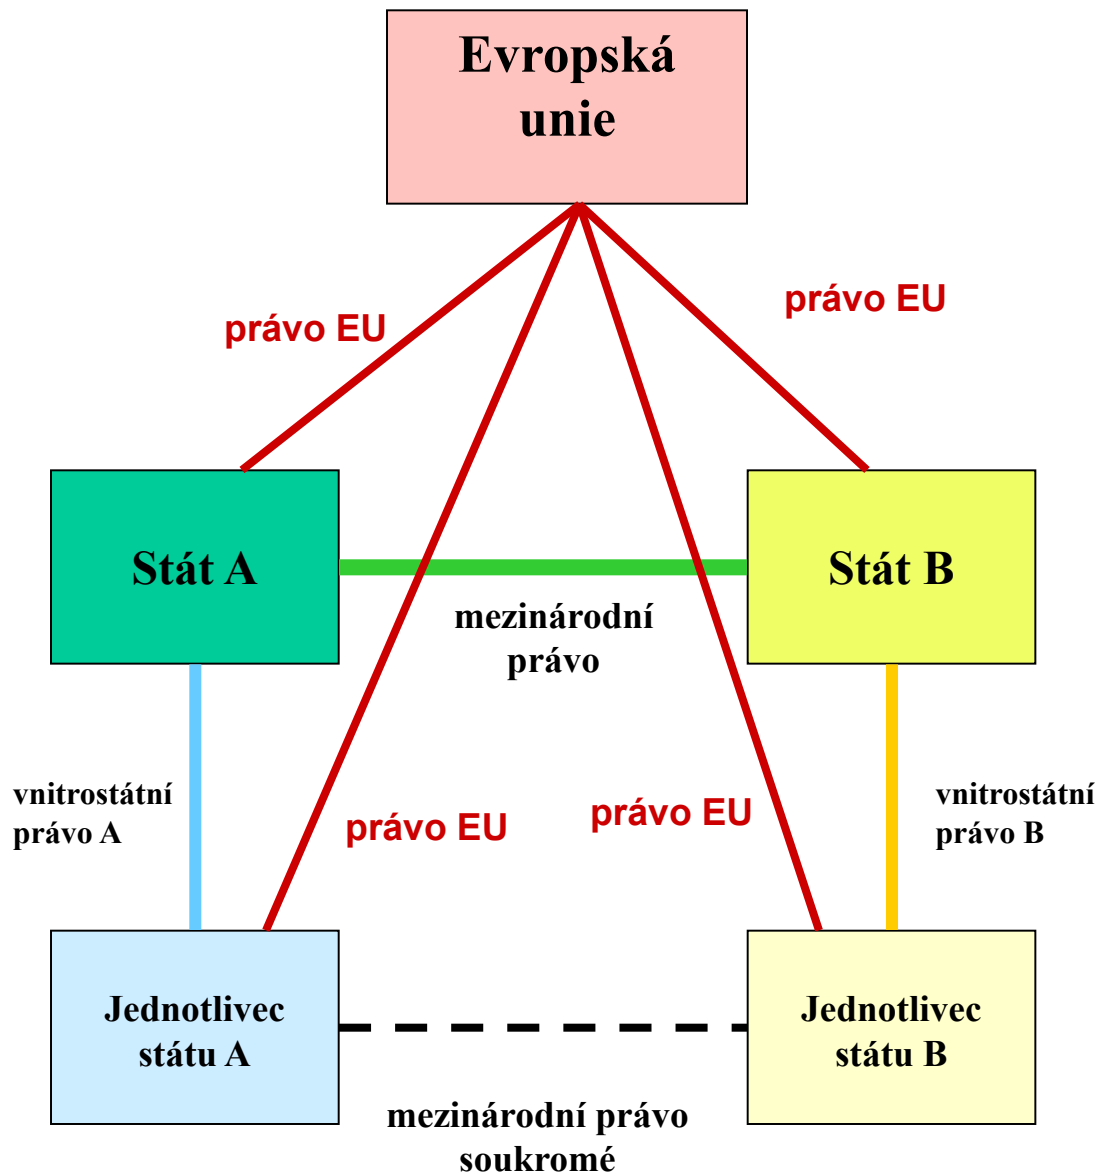 Evropská
unie
právo EU
právo EU
Stát A
Stát B
mezinárodní
právo
vnitrostátní
právo A
vnitrostátní
právo B
právo EU
právo EU
Jednotlivec
státu A
Jednotlivec
státu B
mezinárodní právo
soukromé